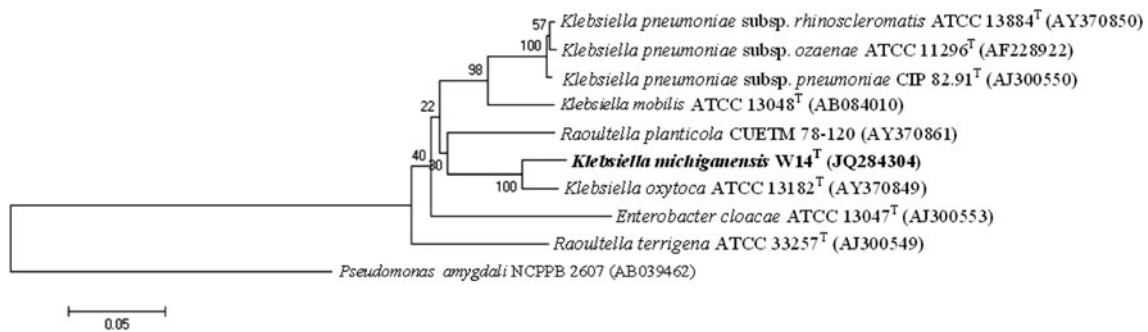 57 Klebsiella pneumoniae subsp. rhinoscleromatis ATCC 13884ᵀ (AY370850)
100 Klebsiella pneumoniae subsp. ozaenae ATCC 11296ᵀ (AF228922)
98 Klebsiella pneumoniae subsp. pneumoniae CIP 82.91ᵀ (AJ300550)
22 Klebsiella mobilis ATCC 13048ᵀ (AB084010)
Raoultella planticola CUETM 78-120 (AY370861)
40 30 Klebsiella michiganensis W14ᵀ (JQ284304)
100 Klebsiella oxytoca ATCC 13182ᵀ (AY370849)
Enterobacter cloacae ATCC 13047ᵀ (AJ300553)
Raoultella terrigena ATCC 33257ᵀ (AJ300549)
Pseudomonas amygdali NCPPB 2607 (AB039462)
0.05